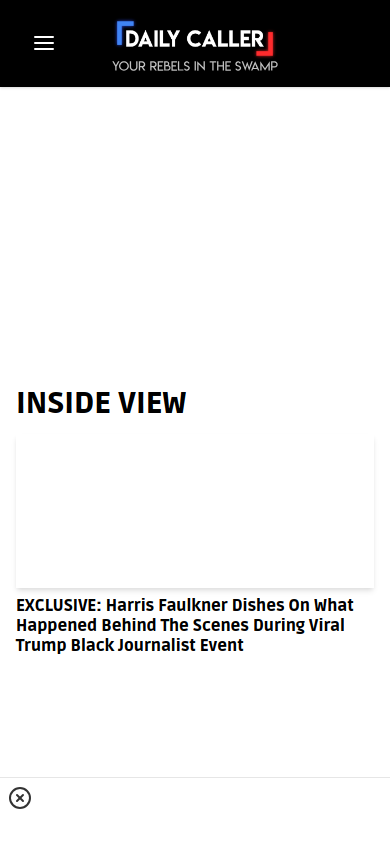 DAILY CALLER
YOUR REBELS IN THE SWAMP
INSIDE VIEW
EXCLUSIVE: Harris Faulkner Dishes On What
Happened Behind The Scenes During Viral
Trump Black Journalist Event